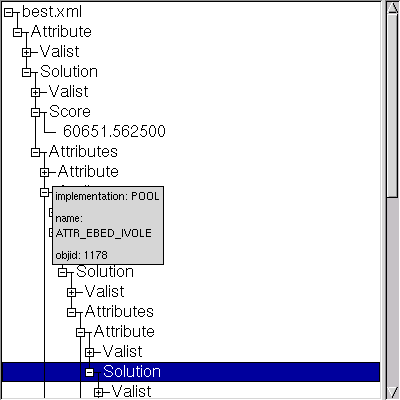 best.xml
Attribute
Valist
Solution
Valist
Score
60651.562500
Attributes
Attribute
implementation: POOL
name:
ATTR_EBED_IVOLE
objid: 1178
Solution
Valist
Attributes
Attribute
Valist
Solution
Valist